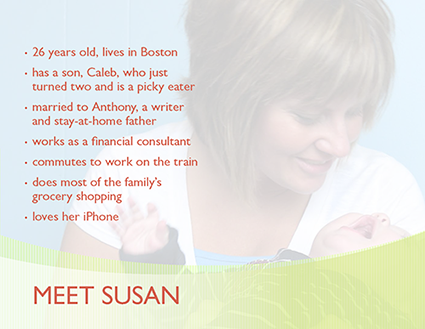 • 26 years old, lives in Boston
• has a son, Caleb, who just
turned two and is a picky eater
• married to Anthony, a writer
and stay-at-home father
• works as a financial consultant
• commutes to work on the train
• does most of the family’s
grocery shopping
• loves her iPhone
MEET SUSAN